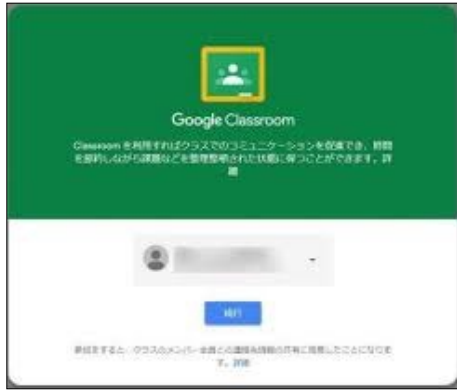 Google Classroom
Classroom を利用すればクラスでのコミュニケーションを促進でき、時間
を節約しながら課題などを整理整頓された状態に保つことができます。詳
細
続行
参加をすると、クラスのメンバー全員との連絡先情報の共有に同意したことになりま
す。詳細